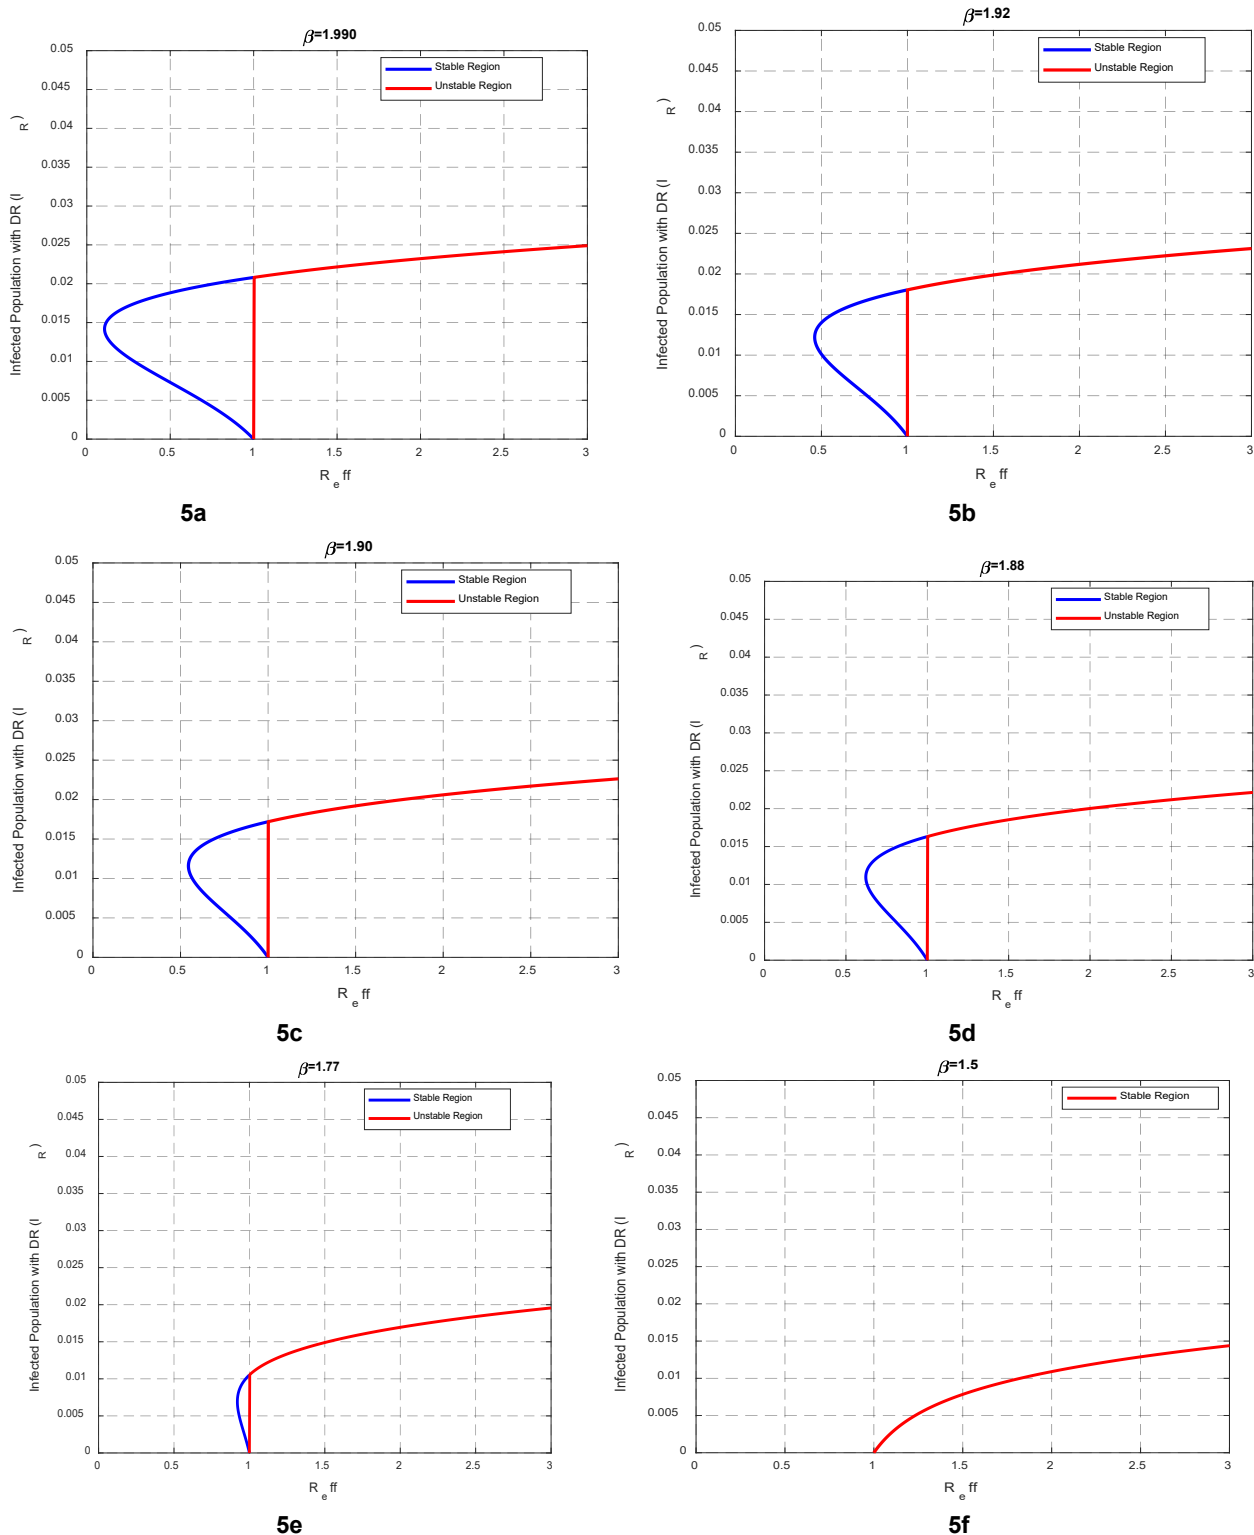 β=1.990
0.05
0.045
0.04
0.035
0.03
0.025
0.02
0.015
0.01
0.005
0
Infected Population with DR (I
R )
Stable Region
Unstable Region
0 0.5 1 1.5 2 2.5 3
R e ff
5a
β=1.92
0.05
0.045
0.04
0.035
0.03
0.025
0.02
0.015
0.01
0.005
0
Infected Population with DR (I
R )
Stable Region
Unstable Region
0 0.5 1 1.5 2 2.5 3
R e ff
5b
β=1.90
0.05
0.045
0.04
0.035
0.03
0.025
0.02
0.015
0.01
0.005
0
Infected Population with DR (I
R )
Stable Region
Unstable Region
0 0.5 1 1.5 2 2.5 3
R e ff
5c
β=1.88
0.05
0.045
0.04
0.035
0.03
0.025
0.02
0.015
0.01
0.005
0
Infected Population with DR (I
R )
Stable Region
Unstable Region
0 0.5 1 1.5 2 2.5 3
R e ff
5d
β=1.77
0.05
0.045
0.04
0.035
0.03
0.025
0.02
0.015
0.01
0.005
0
Infected Population with DR (I
R )
Stable Region
Unstable Region
0 0.5 1 1.5 2 2.5 3
R e ff
5e
β=1.5
0.05
0.045
0.04
0.035
0.03
0.025
0.02
0.015
0.01
0.005
0
Infected Population with DR (I
R )
Stable Region
0 0.5 1 1.5 2 2.5 3
R e ff
5f